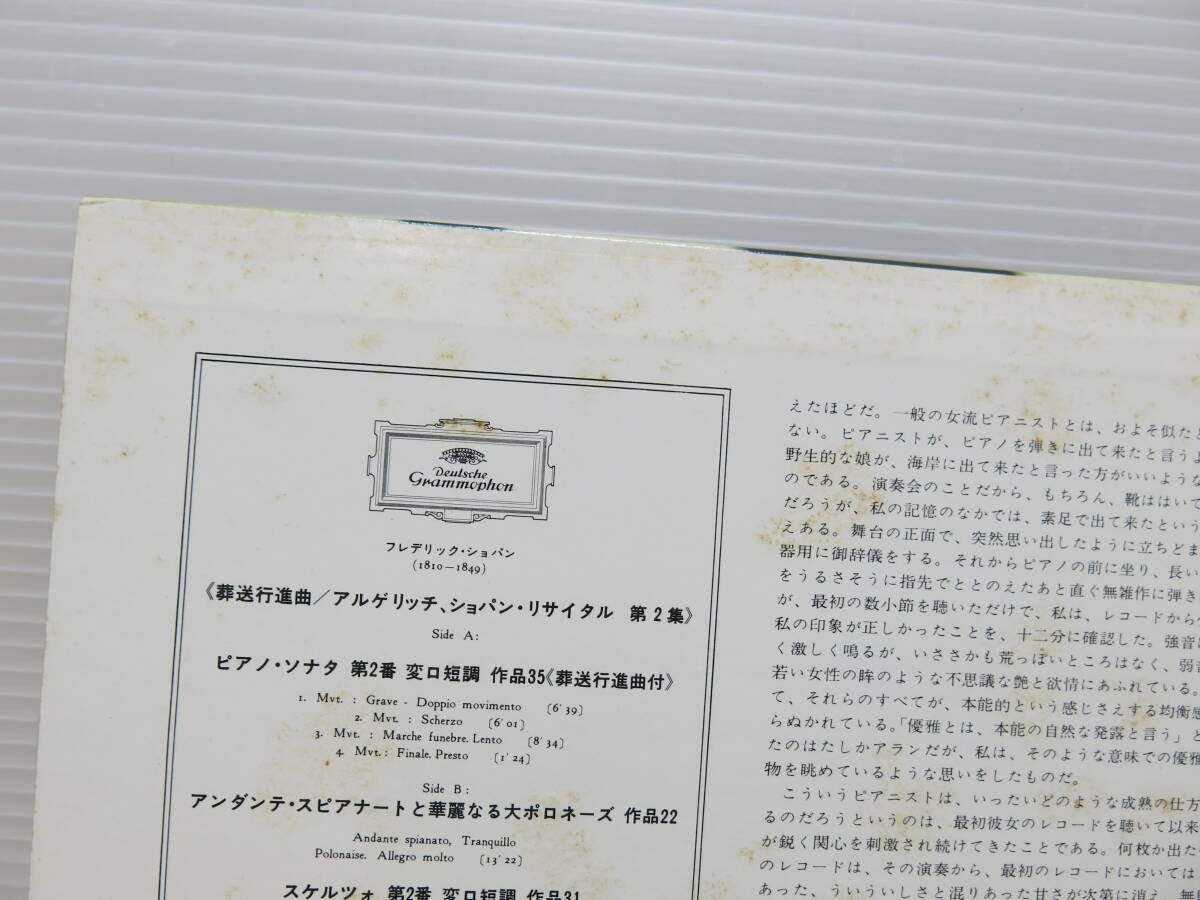 Deutsche
Grammophon
フレデリック・ショパン
(1810−1849)
《葬送行進曲／アルゲリッチ、ショパン・リサイタル 第2集》
Side A:
ピアノ・ソナタ 第2番 変ロ短調 作品35《葬送行進曲付》
1. Mvt. : Grave - Doppio movimento 〔6′39〕
2. Mvt. : Scherzo 〔6′01〕
3. Mvt. : Marche funebre. Lento 〔8′34〕
4. Mvt. : Finale. Presto 〔1′24〕
Side B:
アンダンテ・スピアナートと華麗なる大ポロネーズ 作品22
Andante spianato, Tranquillo
Polonaise. Allegro molto 〔13′22〕
スケルツォ 第2番 変ロ短調 作品31
えたほどだ。一般の女流ピアニストとは、およそ似たと
ない。ピアニストが、ピアノを弾きに出て来たと言うよ
野生的な娘が、海岸に出て来たと言った方がいいような
のである。演奏会のことだから、もちろん、靴ははいて
だろうが、私の記憶のなかでは、素足で出て来たという
えある。舞台の正面で、突然思い出したように立ちどま
器用に御辞儀をする。それからピアノの前に坐り、長い
をうるさそうに指先でととのえたあと直ぐ無雑作に弾き
が、最初の数小節を聴いただけで、私は、レコードから
私の印象が正しかったことを、十二分に確認した。強音
く激しく鳴るが、いささかも荒っぽいところはなく、弱音
若い女性の眸のような不思議な艶と欲情にあふれている。
て、それらのすべてが、本能的という感じさえする均衡感
らぬかれている。「優雅とは、本能の自然な発露と言う」と
たのはたしかアランだが、私は、そのような意味での優雅
物を眺めているような思いをしたものだ。
こういうピアニストは、いったいどのような成熟の仕方
るのだろうというのは、最初彼女のレコードを聴いて以来
が鋭く関心を刺激され続けてきたことである。何枚か出た
のレコードは、その演奏から、最初のレコードにおいては
あった、ういういしさと混りあった甘さが次第に消え、無